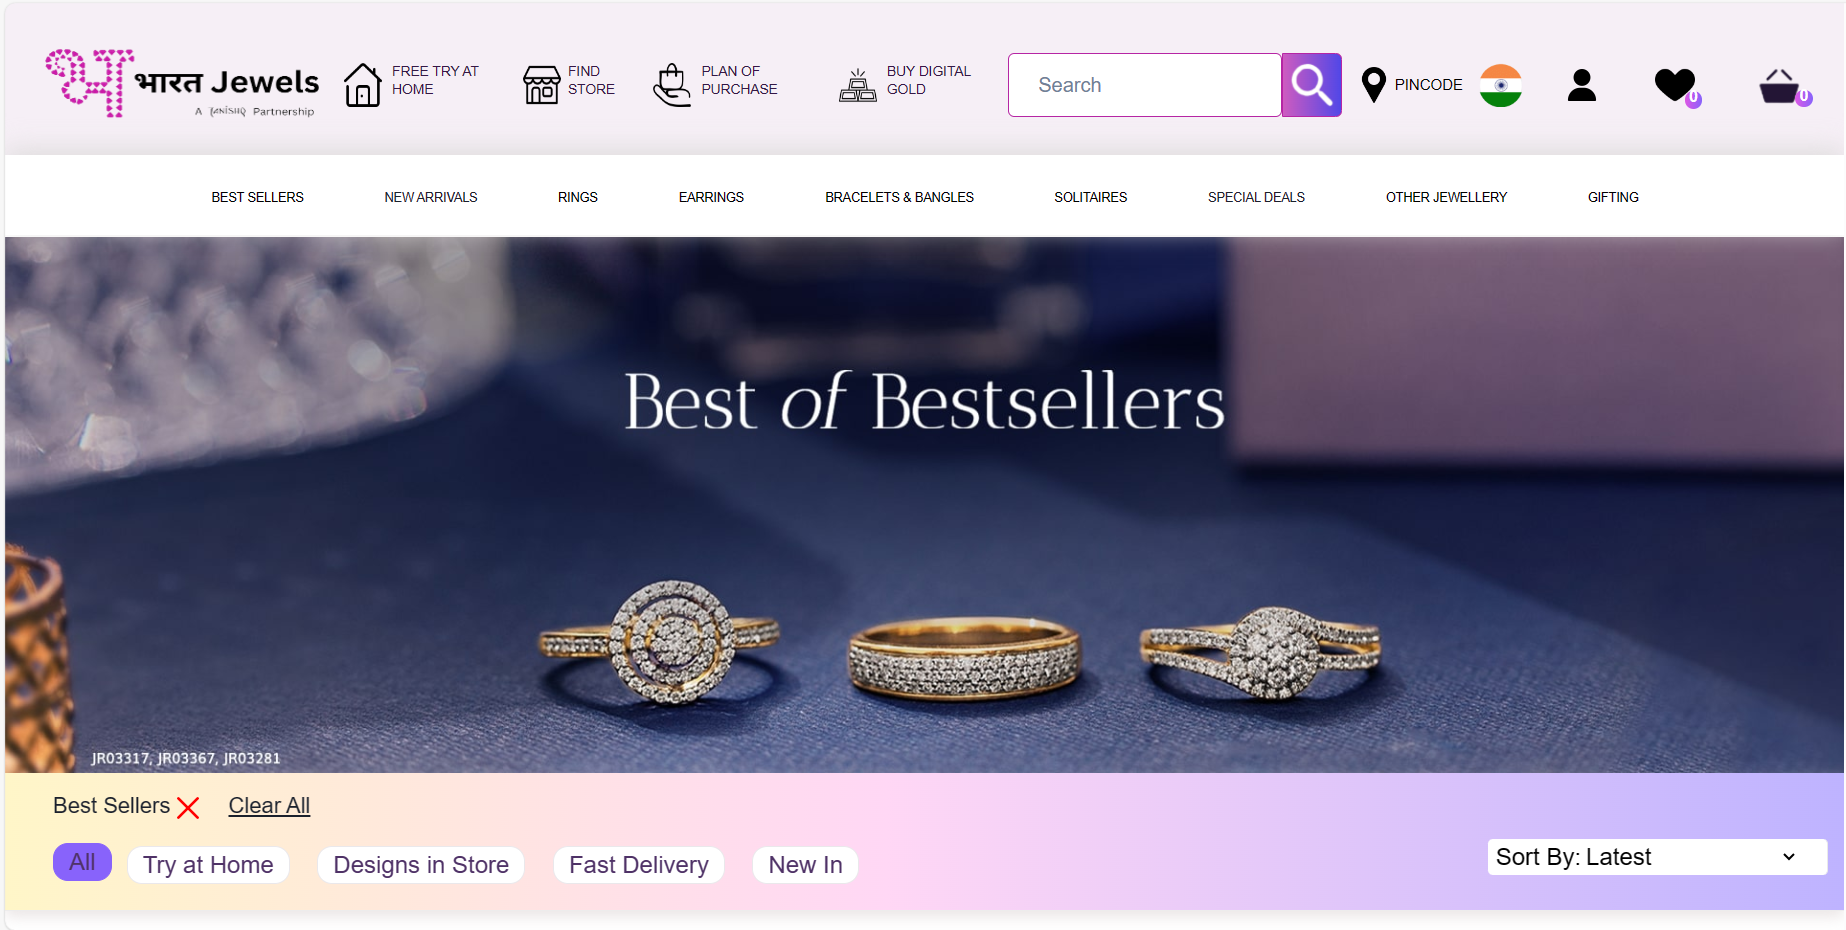 भा
भारत Jewels
A TANISHQ Partnership
FREE TRY AT
HOME
FIND
STORE
PLAN OF
PURCHASE
BUY DIGITAL
GOLD
Search
PINCODE
0
0
BEST SELLERS
NEW ARRIVALS
RINGS
EARRINGS
BRACELETS & BANGLES
SOLITAIRES
SPECIAL DEALS
OTHER JEWELLERY
GIFTING
Best of Bestsellers
JR03317, JR03367, JR03281
Best Sellers
Clear All
All
Try at Home
Designs in Store
Fast Delivery
New In
Sort By: Latest